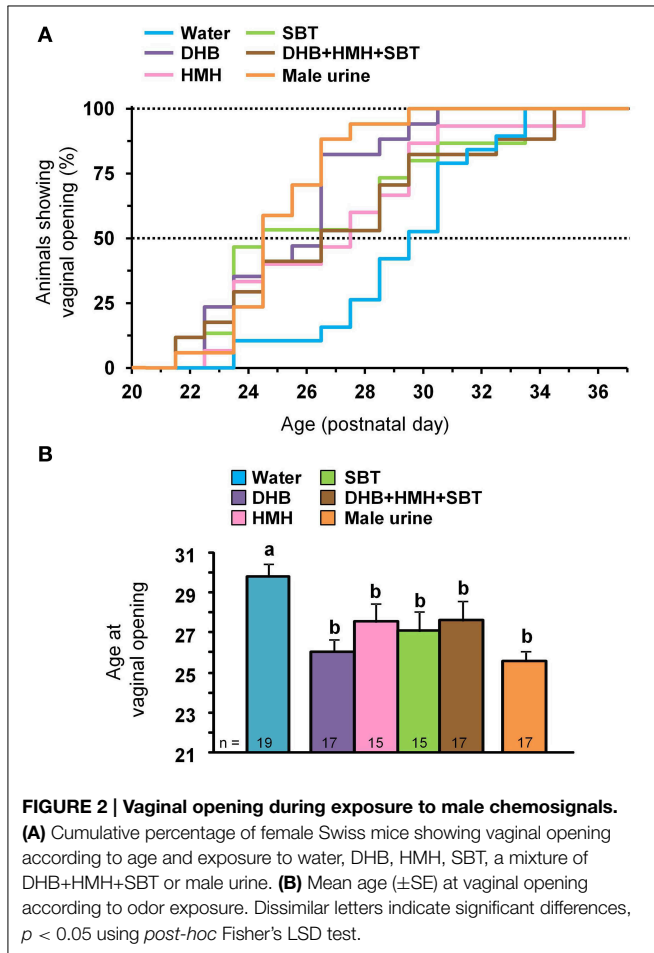 A
Water
SBT
DHB
DHB+HMH+SBT
HMH
Male urine
Animals showing
vaginal opening (%)
100
75
50
25
0
20 22 24 26 28 30 32 34 36
Age (postnatal day)
B
Water
SBT
DHB
DHB+HMH+SBT
HMH
Male urine
Age at
vaginal opening
31
29
27
25
23
21
a
b
b
b
b
b
n = 19 17 15 15 17 17
FIGURE 2 | Vaginal opening during exposure to male chemosignals.
(A) Cumulative percentage of female Swiss mice showing vaginal opening
according to age and exposure to water, DHB, HMH, SBT, a mixture of
DHB+HMH+SBT or male urine. (B) Mean age (±SE) at vaginal opening
according to odor exposure. Dissimilar letters indicate significant differences,
p < 0.05 using post-hoc Fisher's LSD test.